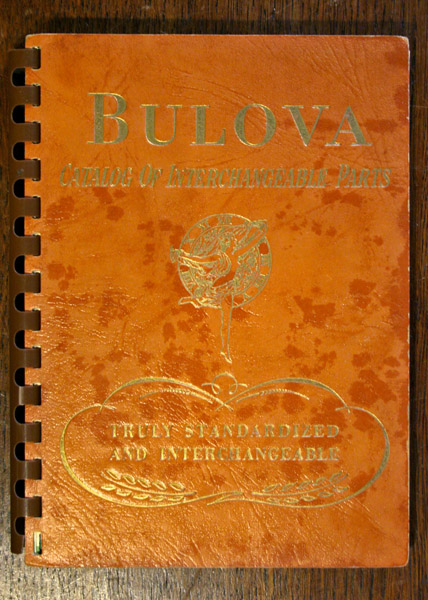 BULOVA
CATALOG OF INTERCHANGEABLE PARTS
TRULY STANDARDIZED
AND INTERCHANGEABLE